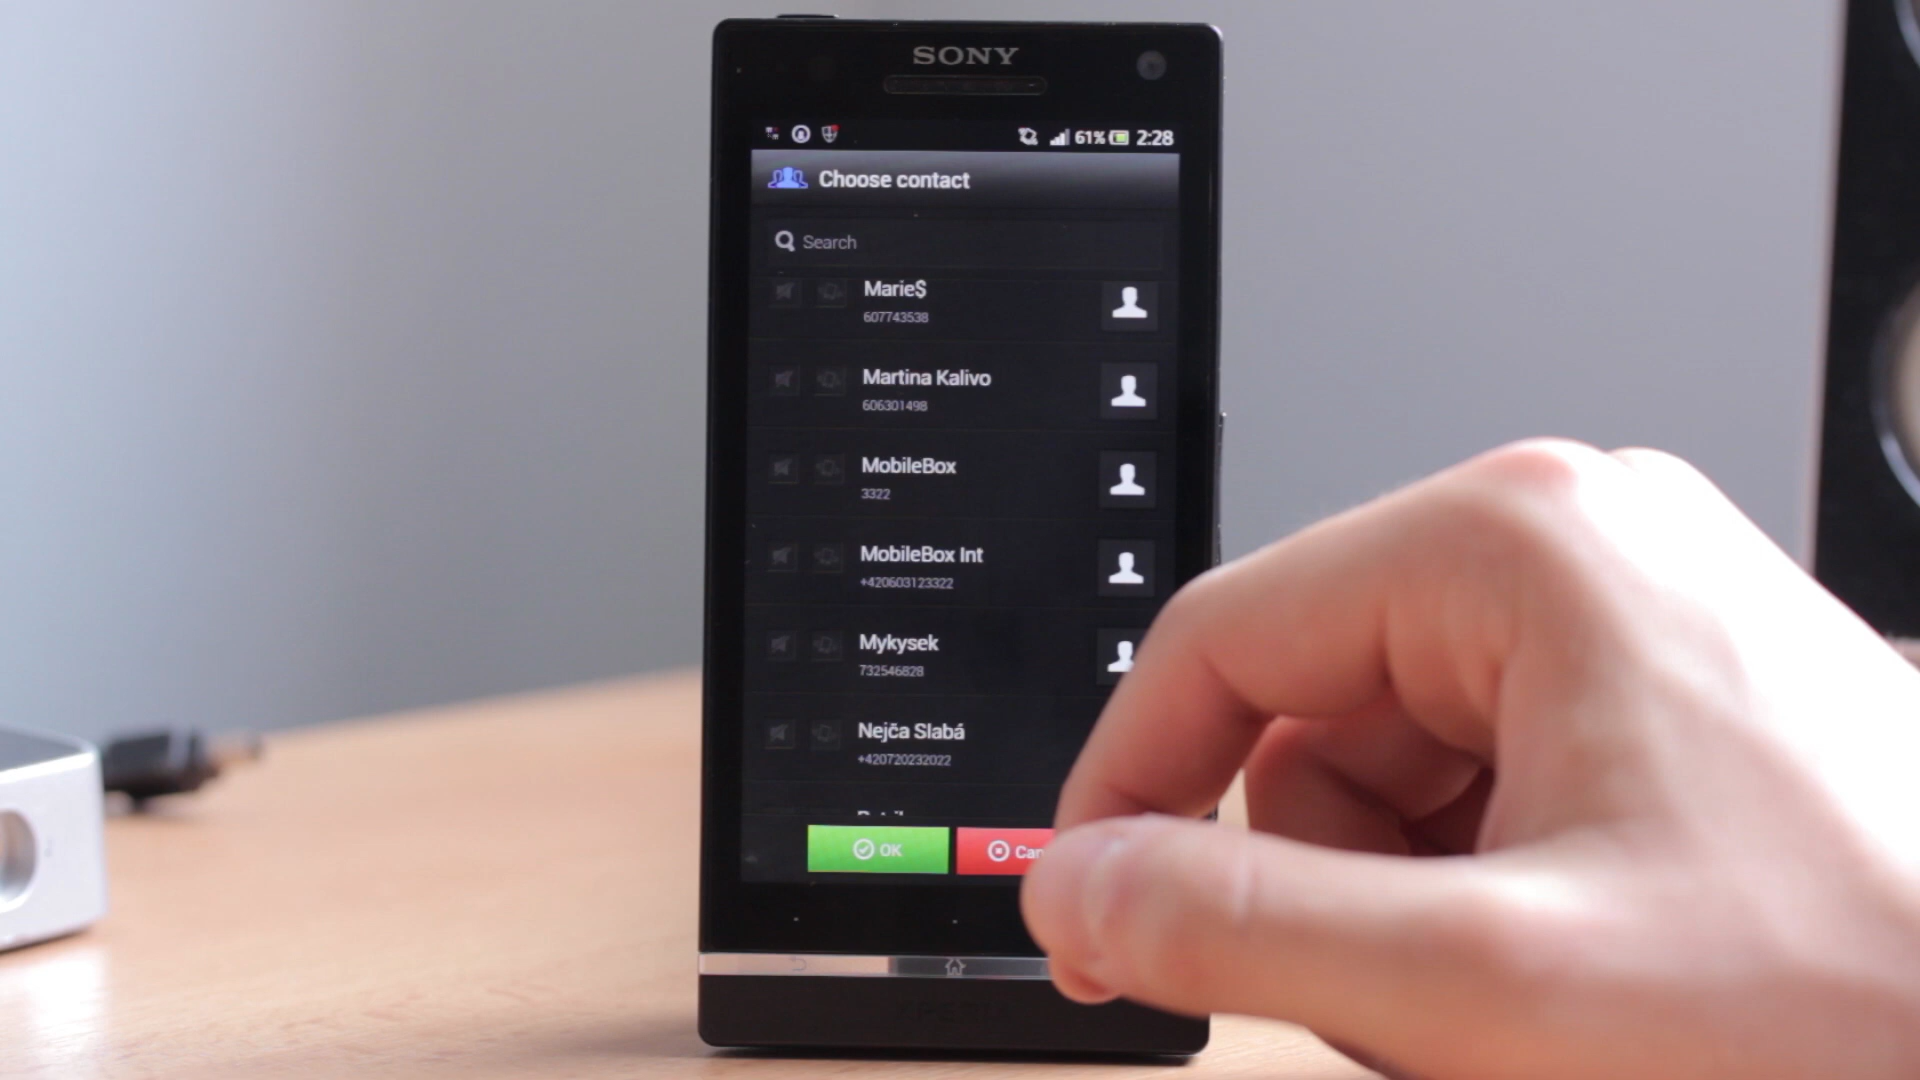 SONY
61% 2:28
Choose contact
Search
Marie$
607743538
Martina Kalivo
606301498
MobileBox
3322
MobileBox Int
+420603123322
Mykysek
732546828
Nejča Slabá
+420720232022
OK